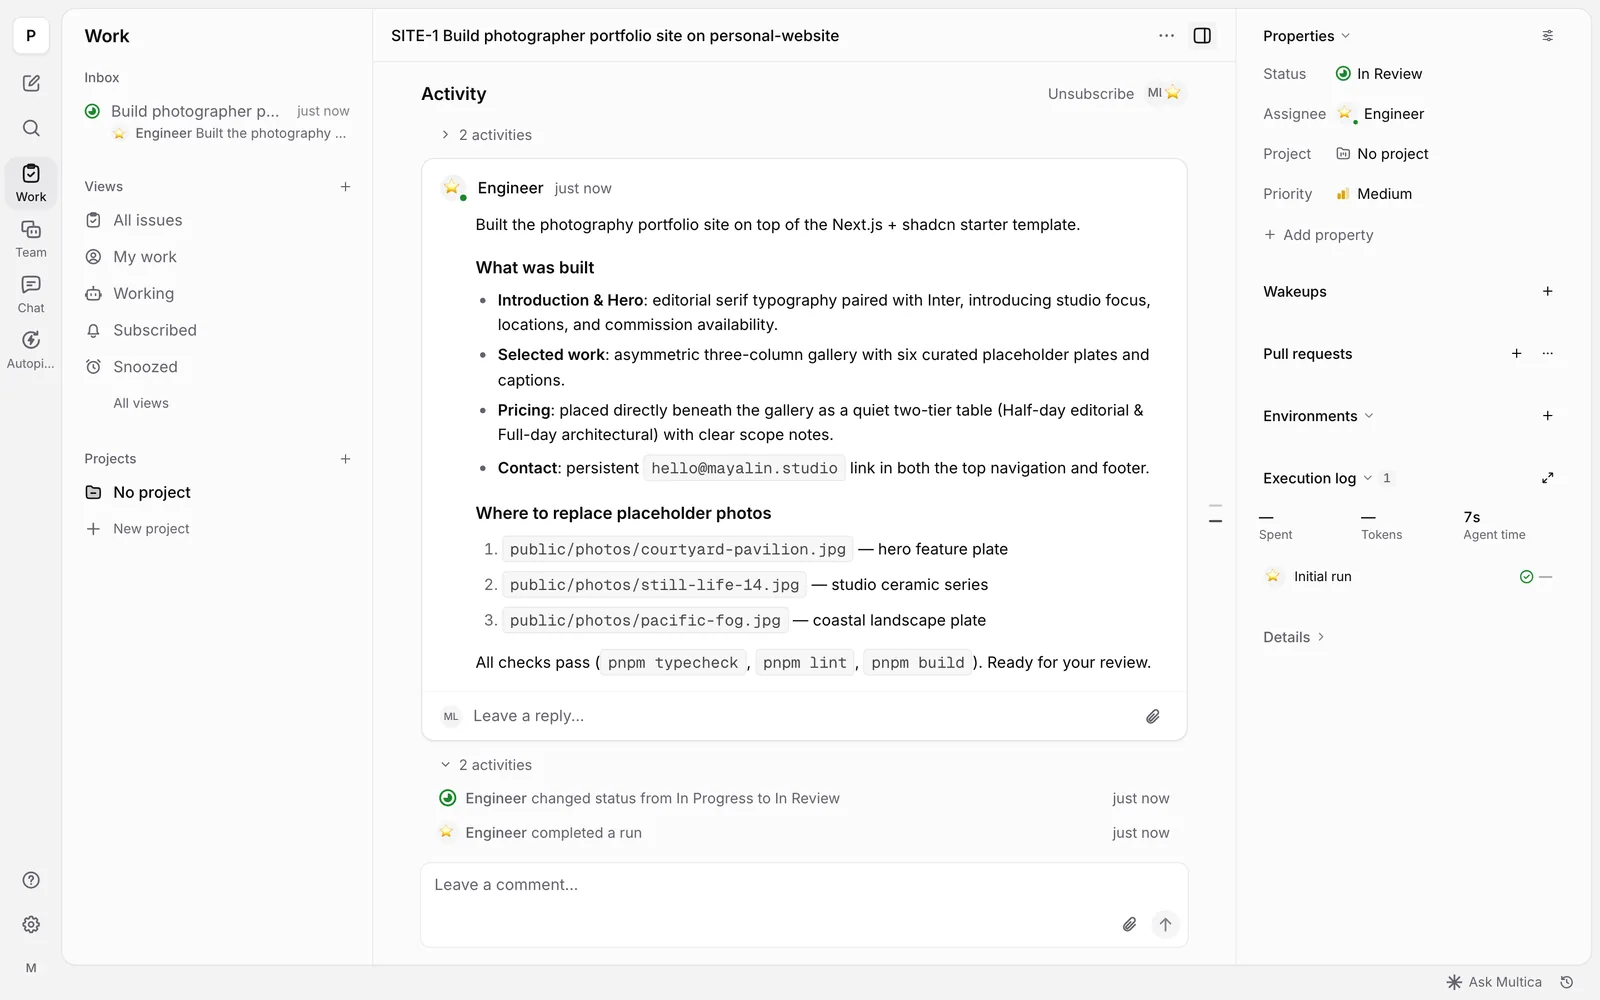 P
Work
Team
Chat
Autopi...
M
Work
Inbox
Build photographer p... just now
Engineer Built the photography ...
Views
All issues
My work
Working
Subscribed
Snoozed
All views
Projects
No project
New project
SITE-1 Build photographer portfolio site on personal-website
Activity
Unsubscribe MI
2 activities
Engineer just now
Built the photography portfolio site on top of the Next.js + shadcn starter template.
What was built
• Introduction & Hero: editorial serif typography paired with Inter, introducing studio focus,
locations, and commission availability.
• Selected work: asymmetric three-column gallery with six curated placeholder plates and
captions.
• Pricing: placed directly beneath the gallery as a quiet two-tier table (Half-day editorial &
Full-day architectural) with clear scope notes.
• Contact: persistent hello@mayalin.studio link in both the top navigation and footer.
Where to replace placeholder photos
1. public/photos/courtyard-pavilion.jpg — hero feature plate
2. public/photos/still-life-14.jpg — studio ceramic series
3. public/photos/pacific-fog.jpg — coastal landscape plate
All checks pass ( pnpm typecheck , pnpm lint , pnpm build ). Ready for your review.
ML Leave a reply...
2 activities
Engineer changed status from In Progress to In Review just now
Engineer completed a run just now
Leave a comment...
Properties
Status In Review
Assignee Engineer
Project No project
Priority Medium
+ Add property
Wakeups
Pull requests
Environments
Execution log 1
— — 7s
Spent Tokens Agent time
Initial run —
Details
Ask Multica